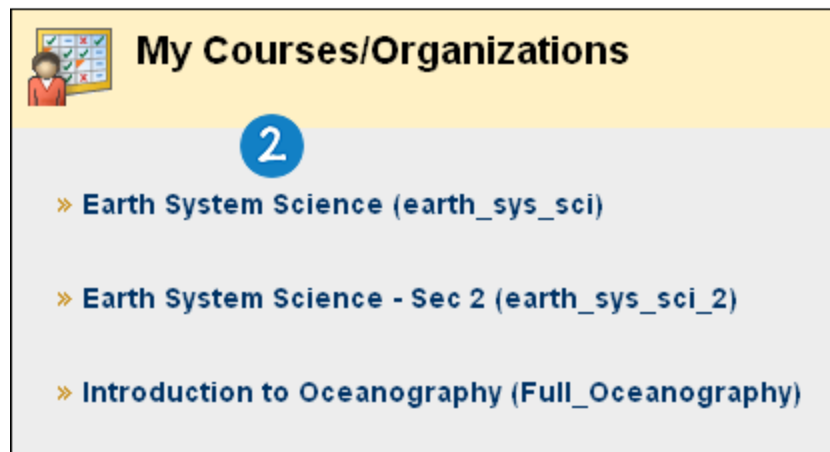 My Courses/Organizations
2
» Earth System Science (earth_sys_sci)
» Earth System Science - Sec 2 (earth_sys_sci_2)
» Introduction to Oceanography (Full_Oceanography)